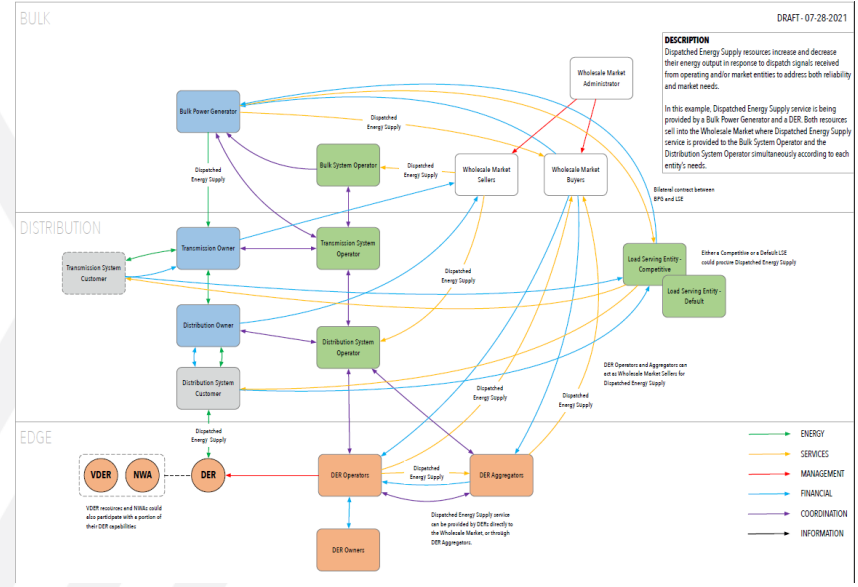 BULK
DRAFT - 07-28-2021
DESCRIPTION
Dispatched Energy Supply resources increase and decrease
their energy output in response to dispatch signals received
from operating and/or market entities to address both reliability
and market needs.
In this example, Dispatched Energy Supply service is being
provided by a Bulk Power Generator and a DER. Both resources
sell into the Wholesale Market where Dispatched Energy Supply
service is provided to the Bulk System Operator and the
Distribution System Operator simultaneously according to each
entity's needs.
Wholesale Market
Administrator
Bulk Power Generator
Dispatched
Energy Supply
Dispatched
Energy Supply
Bulk System Operator
Dispatched
Energy Supply
Wholesale Market
Sellers
Wholesale Market
Buyers
Bilateral contract between
BPG and LSE
DISTRIBUTION
Transmission Owner
Transmission System
Operator
Transmission System
Customer
Dispatched
Energy Supply
Load Serving Entity -
Competitive
Either a Competitive or a Default LSE
could procure Dispatched Energy Supply
Load Serving Entity -
Default
Distribution Owner
Distribution System
Operator
Distribution System
Customer
DER Operators and Aggregators can
act as Wholesale Market Sellers for
Dispatched Energy Supply
Dispatched
Energy Supply
Dispatched
Energy Supply
EDGE
Dispatched
Energy Supply
VDER
NWA
DER
DER Operators
Dispatched
Energy Supply
DER Aggregators
VDER resources and NWAs could
also participate with a portion of
their DER capabilities
Dispatched Energy Supply service
can be provided by DERs directly to
the Wholesale Market, or through
DER Aggregators.
DER Owners
ENERGY
SERVICES
MANAGEMENT
FINANCIAL
COORDINATION
INFORMATION